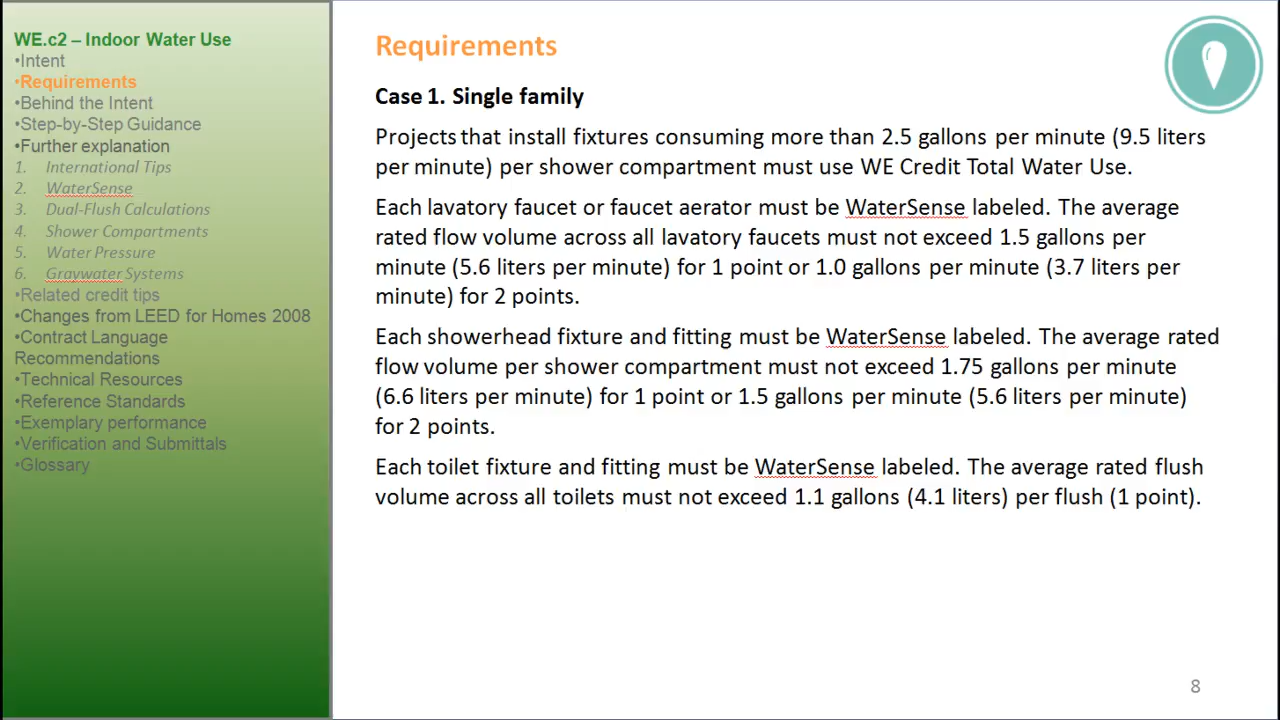 WE.c2 – Indoor Water Use
•Intent
•Requirements
•Behind the Intent
•Step-by-Step Guidance
•Further explanation
1. International Tips
2. WaterSense
3. Dual-Flush Calculations
4. Shower Compartments
5. Water Pressure
6. Graywater Systems
•Related credit tips
•Changes from LEED for Homes 2008
•Contract Language
Recommendations
•Technical Resources
•Reference Standards
•Exemplary performance
•Verification and Submittals
•Glossary
Requirements
Case 1. Single family
Projects that install fixtures consuming more than 2.5 gallons per minute (9.5 liters
per minute) per shower compartment must use WE Credit Total Water Use.
Each lavatory faucet or faucet aerator must be WaterSense labeled. The average
rated flow volume across all lavatory faucets must not exceed 1.5 gallons per
minute (5.6 liters per minute) for 1 point or 1.0 gallons per minute (3.7 liters per
minute) for 2 points.
Each showerhead fixture and fitting must be WaterSense labeled. The average rated
flow volume per shower compartment must not exceed 1.75 gallons per minute
(6.6 liters per minute) for 1 point or 1.5 gallons per minute (5.6 liters per minute)
for 2 points.
Each toilet fixture and fitting must be WaterSense labeled. The average rated flush
volume across all toilets must not exceed 1.1 gallons (4.1 liters) per flush (1 point).
8